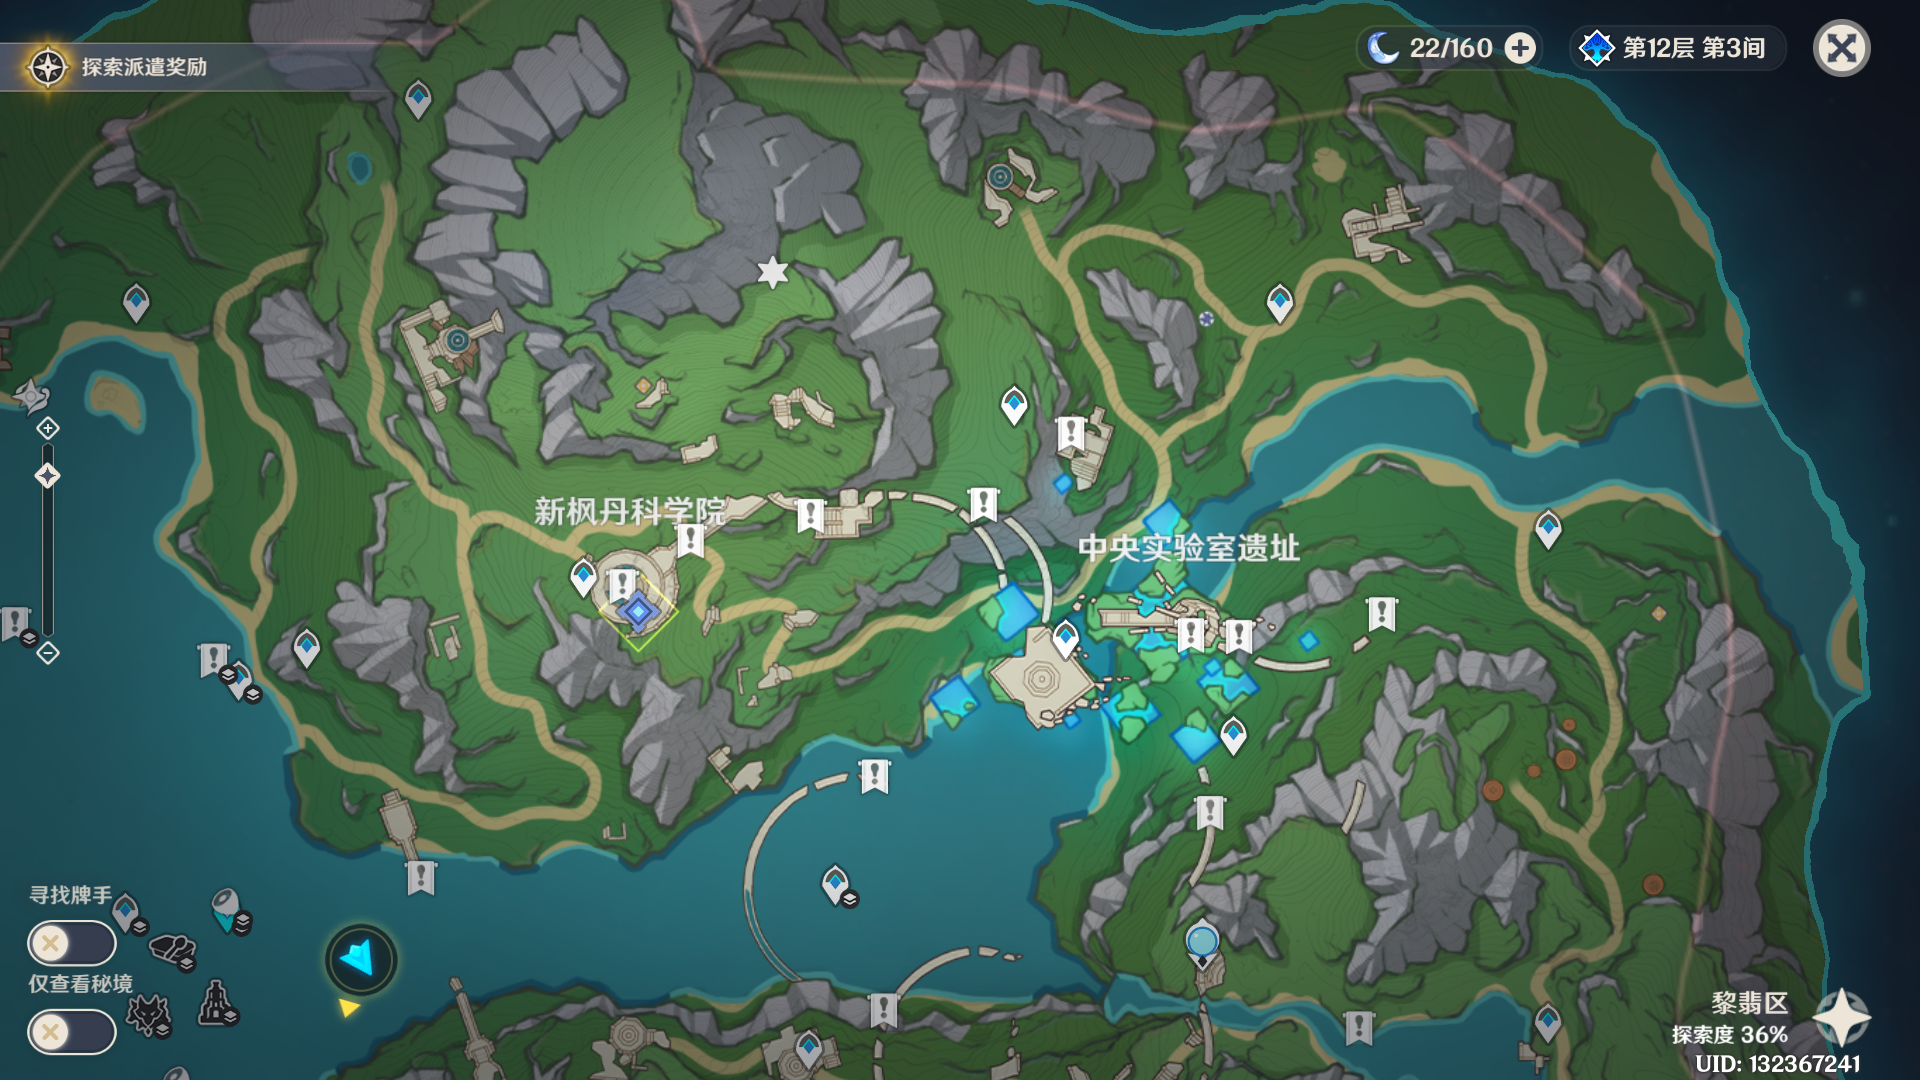 探索派遣奖励
22/160
第12层 第3间
新枫丹科学院
中央实验室遗址
寻找牌手
仅查看秘境
黎翡区
探索度 36%
UID: 132367241